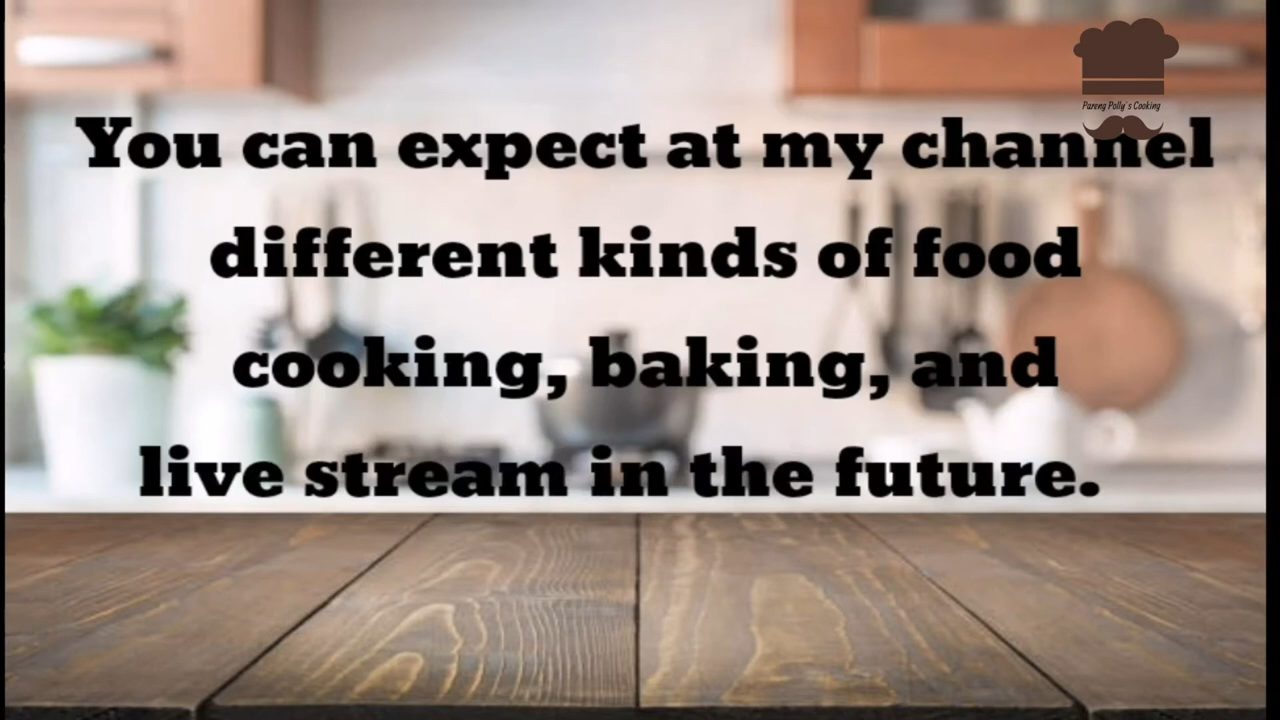 Pareng Polly's Cooking
You can expect at my channel
different kinds of food
cooking, baking, and
live stream in the future.